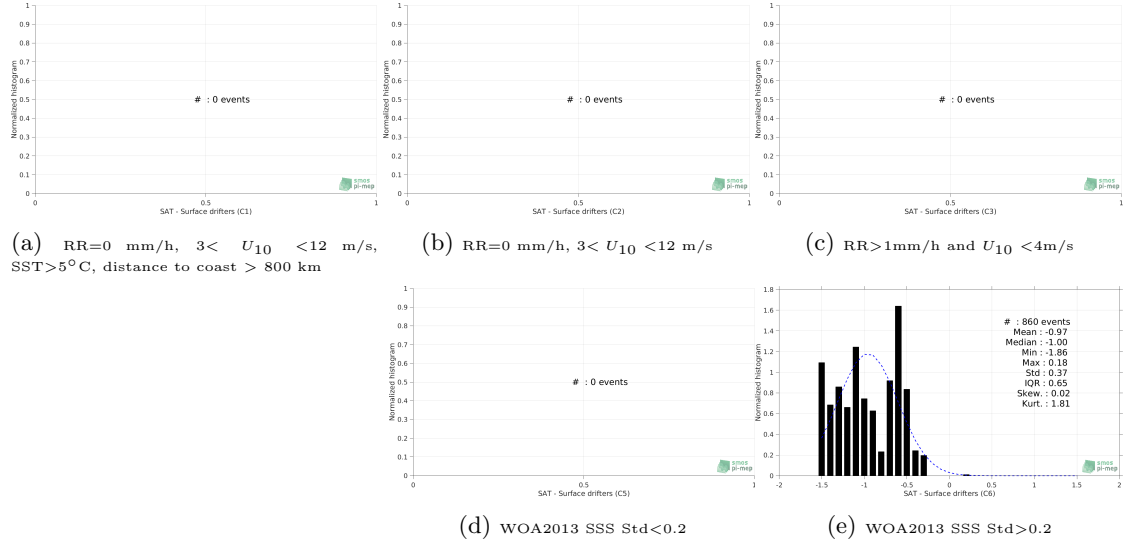 1
0.9
0.8
0.7
0.6
0.5
0.4
0.3
0.2
0.1
0
Normalized histogram
# : 0 events
smos
pi-mep
0 0.5 1
SAT - Surface drifters (C1)
(a) RR=0 mm/h, 3< U10 <12 m/s,
SST>5°C, distance to coast > 800 km
1
0.9
0.8
0.7
0.6
0.5
0.4
0.3
0.2
0.1
0
Normalized histogram
# : 0 events
smos
pi-mep
0 0.5 1
SAT - Surface drifters (C2)
(b) RR=0 mm/h, 3< U10 <12 m/s
1
0.9
0.8
0.7
0.6
0.5
0.4
0.3
0.2
0.1
0
Normalized histogram
# : 0 events
smos
pi-mep
0 0.5 1
SAT - Surface drifters (C3)
(c) RR>1mm/h and U10 <4m/s
1
0.9
0.8
0.7
0.6
0.5
0.4
0.3
0.2
0.1
0
Normalized histogram
# : 0 events
smos
pi-mep
0 0.5 1
SAT - Surface drifters (C5)
(d) WOA2013 SSS Std<0.2
1.8
1.6
1.4
1.2
1
0.8
0.6
0.4
0.2
0
Normalized histogram
# : 860 events
Mean : -0.97
Median : -1.00
Min : -1.86
Max : 0.18
Std : 0.37
IQR : 0.65
Skew. : 0.02
Kurt. : 1.81
smos
pi-mep
-2 -1.5 -1 -0.5 0 0.5 1 1.5 2
SAT - Surface drifters (C6)
(e) WOA2013 SSS Std>0.2